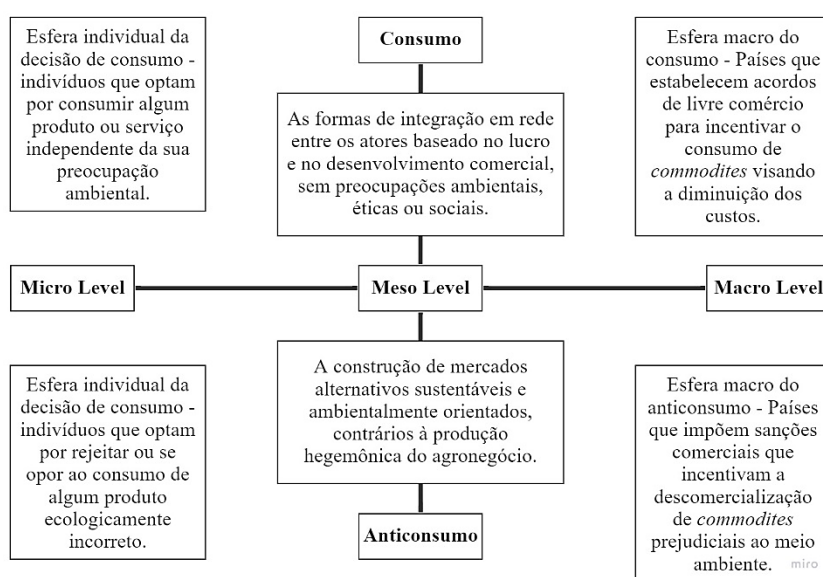 Esfera individual da
decisão de consumo -
indivíduos que optam
por consumir algum
produto ou serviço
independente da sua
preocupação
ambiental.
Consumo
As formas de integração em rede
entre os atores baseado no lucro
e no desenvolvimento comercial,
sem preocupações ambientais,
éticas ou sociais.
Esfera macro do
consumo - Países que
estabelecem acordos
de livre comércio
para incentivar o
consumo de
commodites visando
a diminuição dos
custos.
Micro Level
Meso Level
Macro Level
Esfera individual da
decisão de consumo -
indivíduos que optam
por rejeitar ou se
opor ao consumo de
algum produto
ecologicamente
incorreto.
A construção de mercados
alternativos sustentáveis e
ambientalmente orientados,
contrários à produção
hegemônica do agronegócio.
Anticonsumo
Esfera macro do
anticonsumo - Países
que impõem sanções
comerciais que
incentivam a
descomercialização
de commodites
prejudiciais ao meio
ambiente.
miro